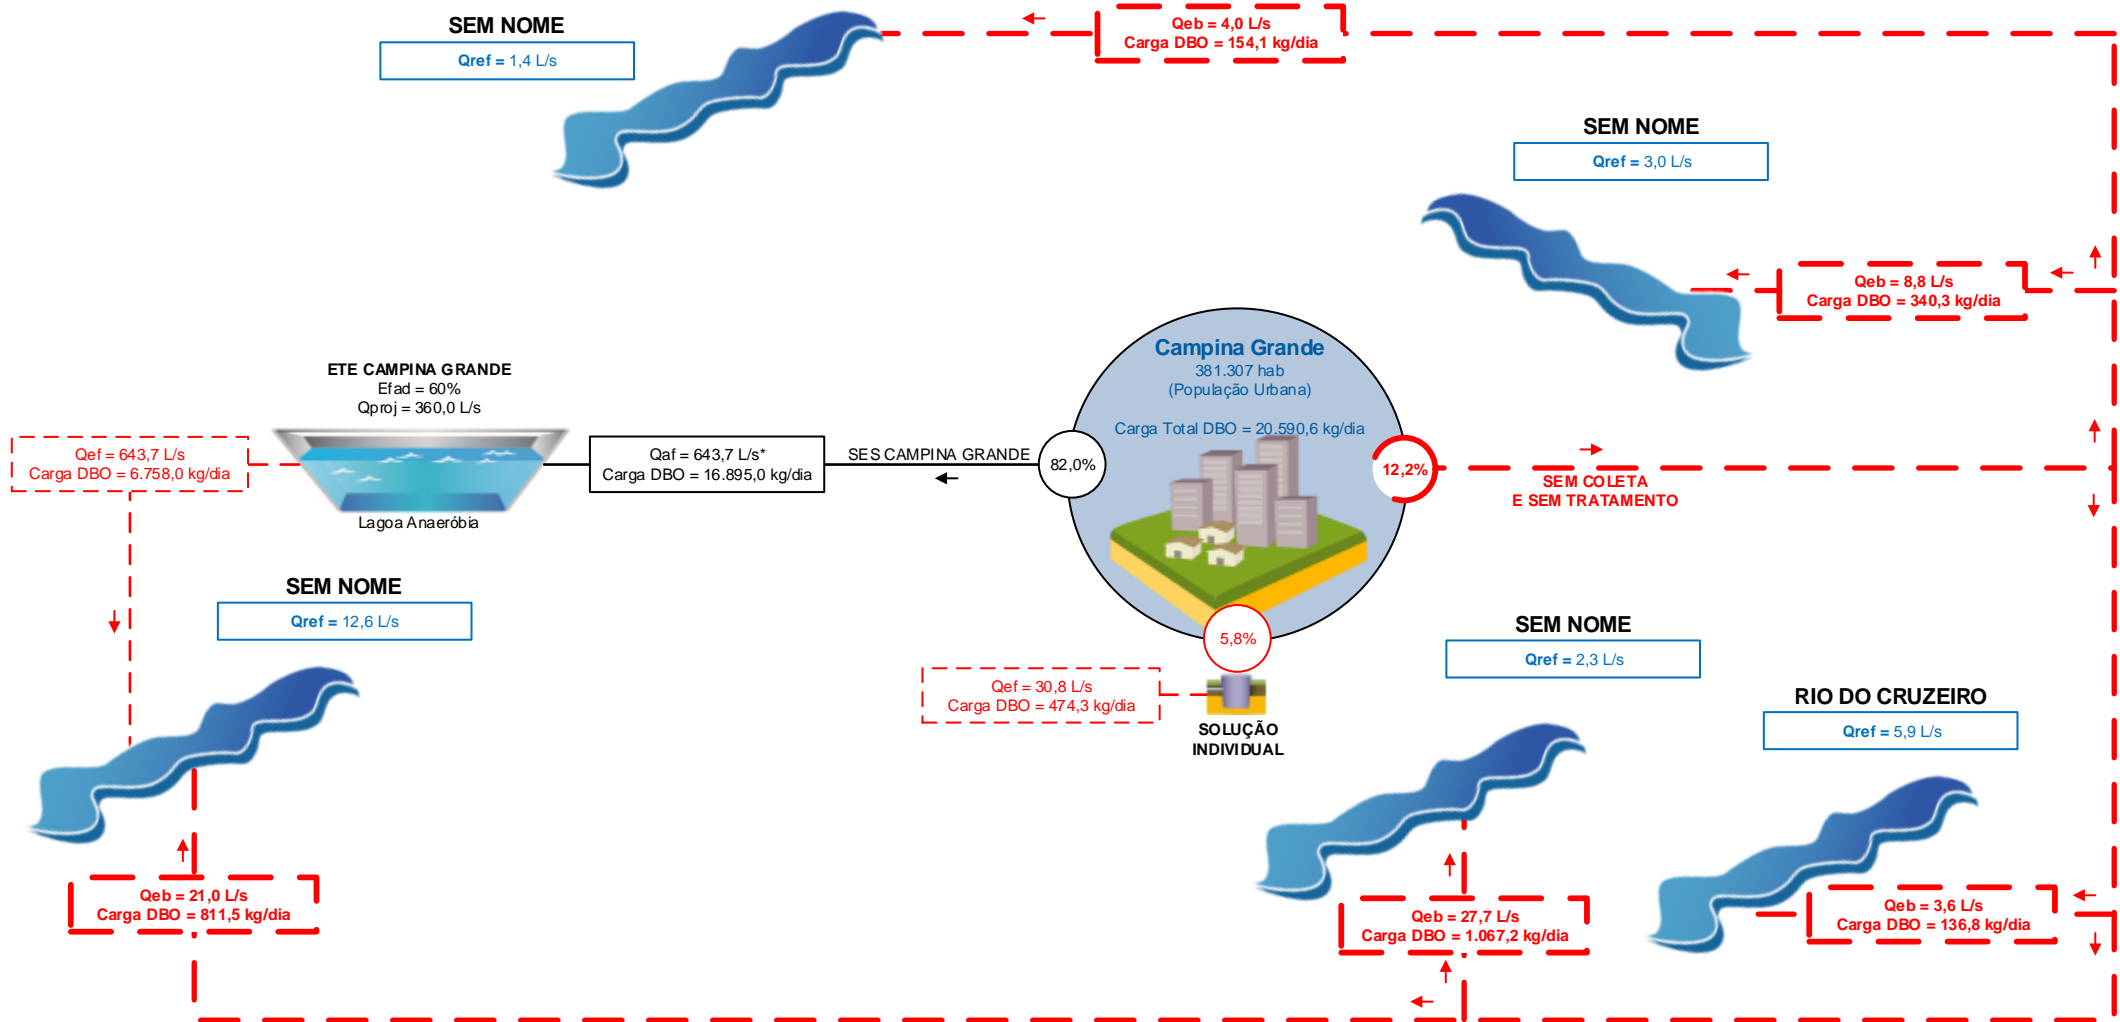 SEM NOME
Qref = 1,4 L/s
Qeb = 4,0 L/s
Carga DBO = 154,1 kg/dia
SEM NOME
Qref = 3,0 L/s
Qeb = 8,8 L/s
Carga DBO = 340,3 kg/dia
ETE CAMPINA GRANDE
Efad = 60%
Qproj = 360,0 L/s
Lagoa Anaeróbia
Qef = 643,7 L/s
Carga DBO = 6.758,0 kg/dia
Qaf = 643,7 L/s*
Carga DBO = 16.895,0 kg/dia
SES CAMPINA GRANDE
82,0%
Campina Grande
381.307 hab
(População Urbana)
Carga Total DBO = 20.590,6 kg/dia
12,2%
SEM COLETA
E SEM TRATAMENTO
5,8%
Qef = 30,8 L/s
Carga DBO = 474,3 kg/dia
SOLUÇÃO
INDIVIDUAL
SEM NOME
Qref = 12,6 L/s
Qeb = 21,0 L/s
Carga DBO = 811,5 kg/dia
SEM NOME
Qref = 2,3 L/s
Qeb = 27,7 L/s
Carga DBO = 1.067,2 kg/dia
RIO DO CRUZEIRO
Qref = 5,9 L/s
Qeb = 3,6 L/s
Carga DBO = 136,8 kg/dia